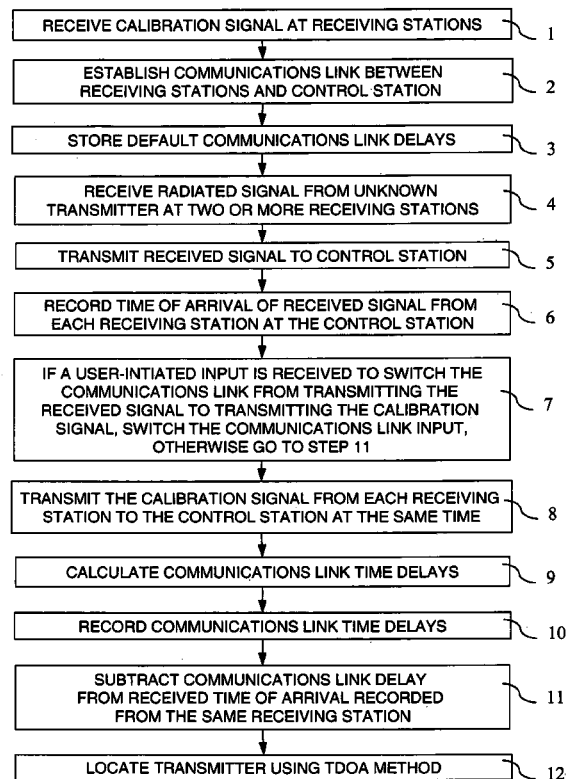 RECEIVE CALIBRATION SIGNAL AT RECEIVING STATIONS
1
ESTABLISH COMMUNICATIONS LINK BETWEEN
RECEIVING STATIONS AND CONTROL STATION
2
STORE DEFAULT COMMUNICATIONS LINK DELAYS
3
RECEIVE RADIATED SIGNAL FROM UNKNOWN
TRANSMITTER AT TWO OR MORE RECEIVING STATIONS
4
TRANSMIT RECEIVED SIGNAL TO CONTROL STATION
5
RECORD TIME OF ARRIVAL OF RECEIVED SIGNAL FROM
EACH RECEIVING STATION AT THE CONTROL STATION
6
IF A USER-INTIATED INPUT IS RECEIVED TO SWITCH THE
COMMUNICATIONS LINK FROM TRANSMITTING THE
RECEIVED SIGNAL TO TRANSMITTING THE CALIBRATION
SIGNAL, SWITCH THE COMMUNICATIONS LINK INPUT,
OTHERWISE GO TO STEP 11
7
TRANSMIT THE CALIBRATION SIGNAL FROM EACH RECEIVING
STATION TO THE CONTROL STATION AT THE SAME TIME
8
CALCULATE COMMUNICATIONS LINK TIME DELAYS
9
RECORD COMMUNICATIONS LINK TIME DELAYS
10
SUBTRACT COMMUNICATIONS LINK DELAY
FROM RECEIVED TIME OF ARRIVAL RECORDED
FROM THE SAME RECEIVING STATION
11
LOCATE TRANSMITTER USING TDOA METHOD
12